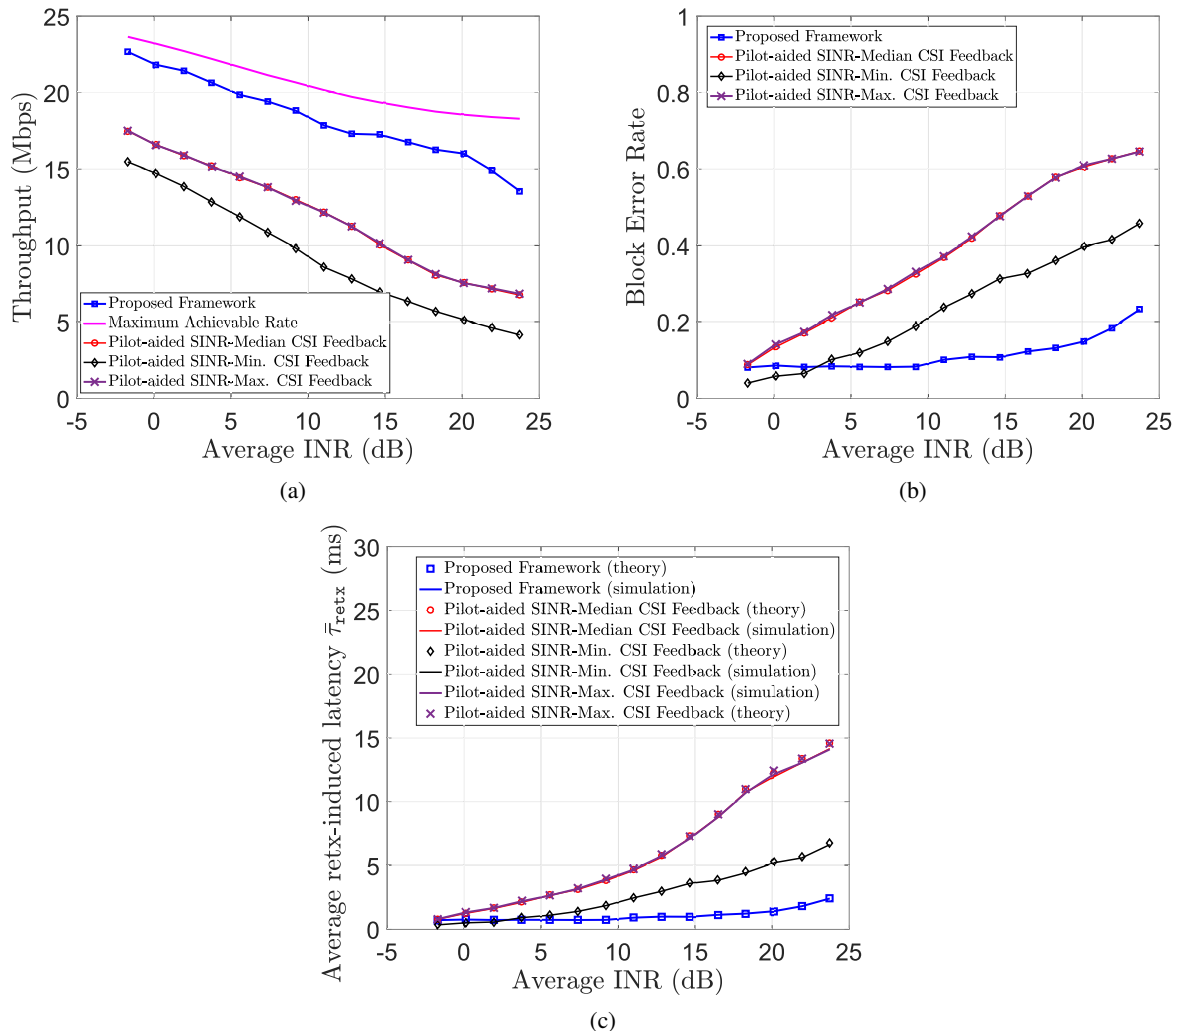 25
20
15
10
5
0
Throughput (Mbps)
Proposed Framework
Maximum Achievable Rate
Pilot-aided SINR-Median CSI Feedback
Pilot-aided SINR-Min. CSI Feedback
Pilot-aided SINR-Max. CSI Feedback
-5 0 5 10 15 20 25
Average INR (dB)
(a)
1
0.8
0.6
0.4
0.2
0
Block Error Rate
Proposed Framework
Pilot-aided SINR-Median CSI Feedback
Pilot-aided SINR-Min. CSI Feedback
Pilot-aided SINR-Max. CSI Feedback
-5 0 5 10 15 20 25
Average INR (dB)
(b)
30
25
20
15
10
5
0
Average retx-induced latency τ̄retx (ms)
Proposed Framework (theory)
Proposed Framework (simulation)
Pilot-aided SINR-Median CSI Feedback (theory)
Pilot-aided SINR-Median CSI Feedback (simulation)
Pilot-aided SINR-Min. CSI Feedback (theory)
Pilot-aided SINR-Min. CSI Feedback (simulation)
Pilot-aided SINR-Max. CSI Feedback (simulation)
Pilot-aided SINR-Max. CSI Feedback (theory)
-5 0 5 10 15 20 25
Average INR (dB)
(c)